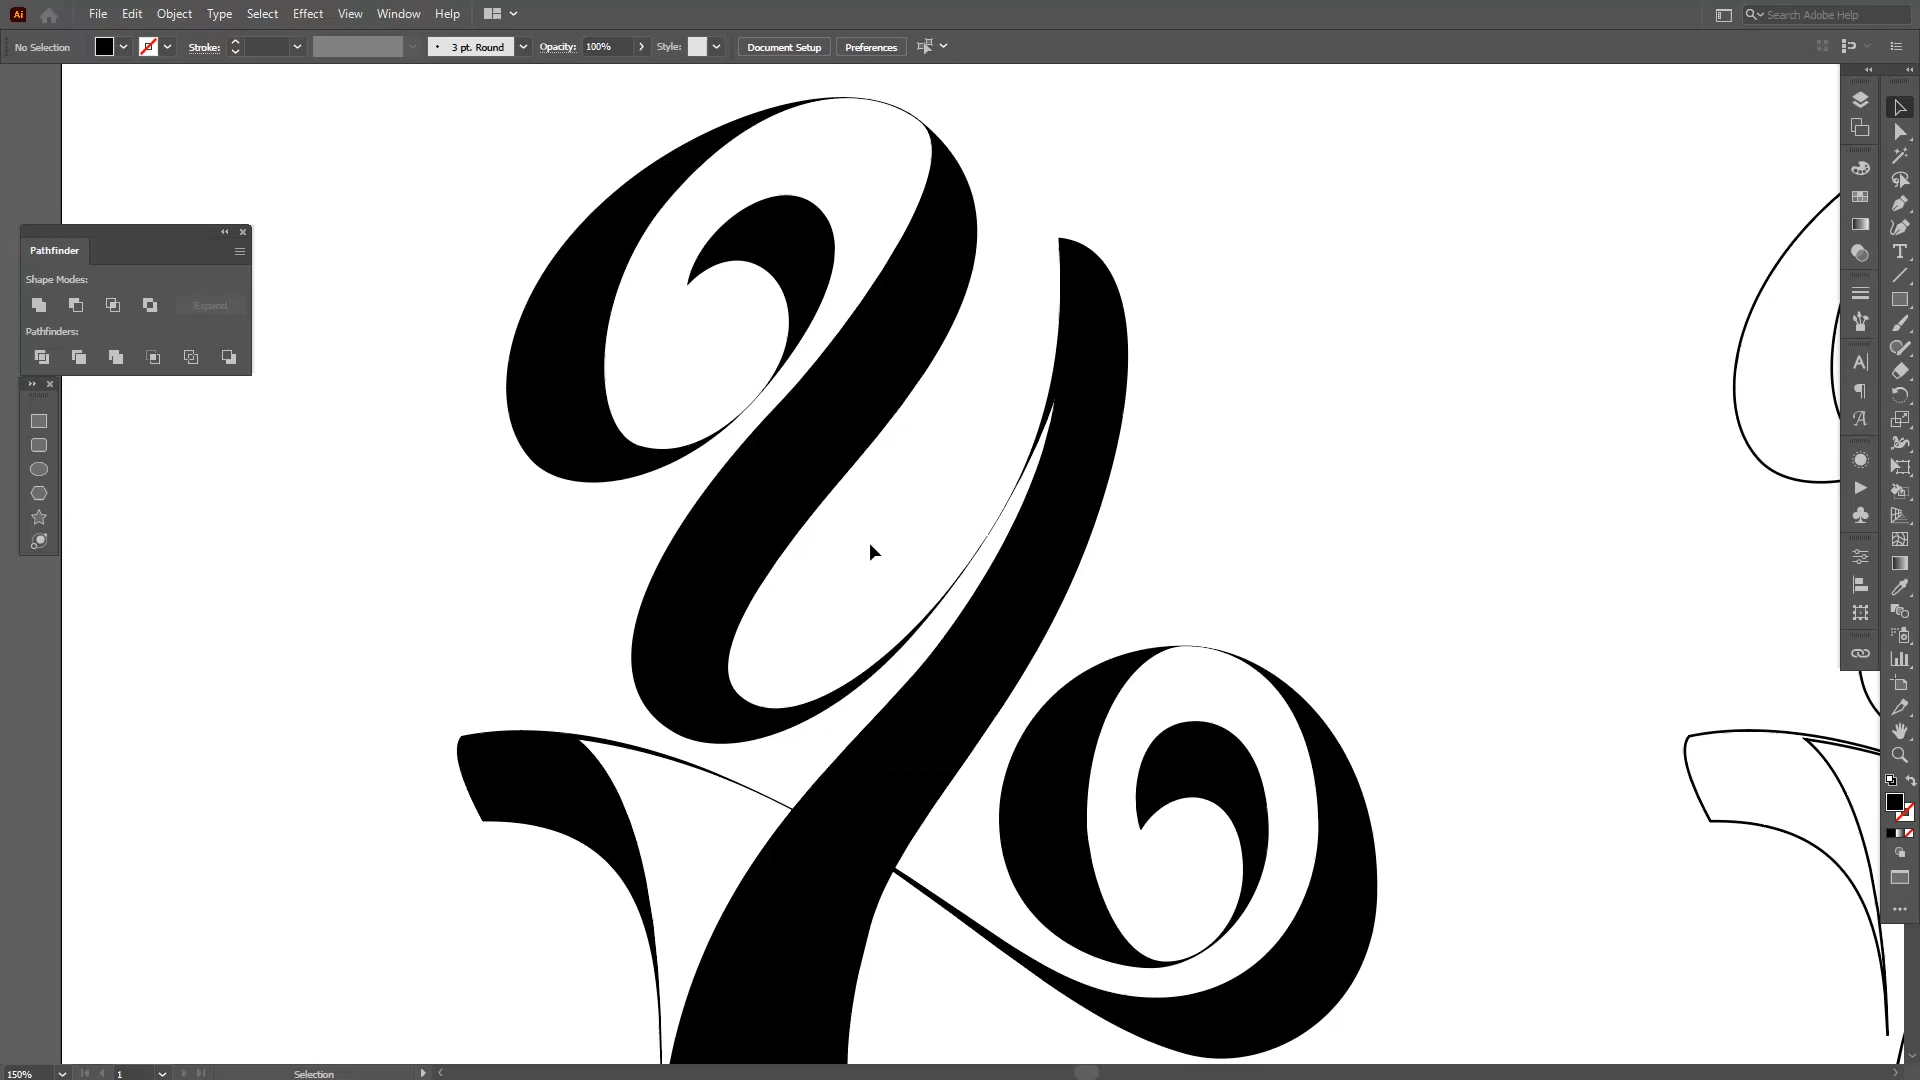 Ai File Edit Object Type Select Effect View Window Help Search Adobe Help
No Selection Stroke: 3 pt. Round Opacity: 100% Style: Document Setup Preferences
Pathfinder
Shape Modes:
Expand
Pathfinders:
150% 1 Selection